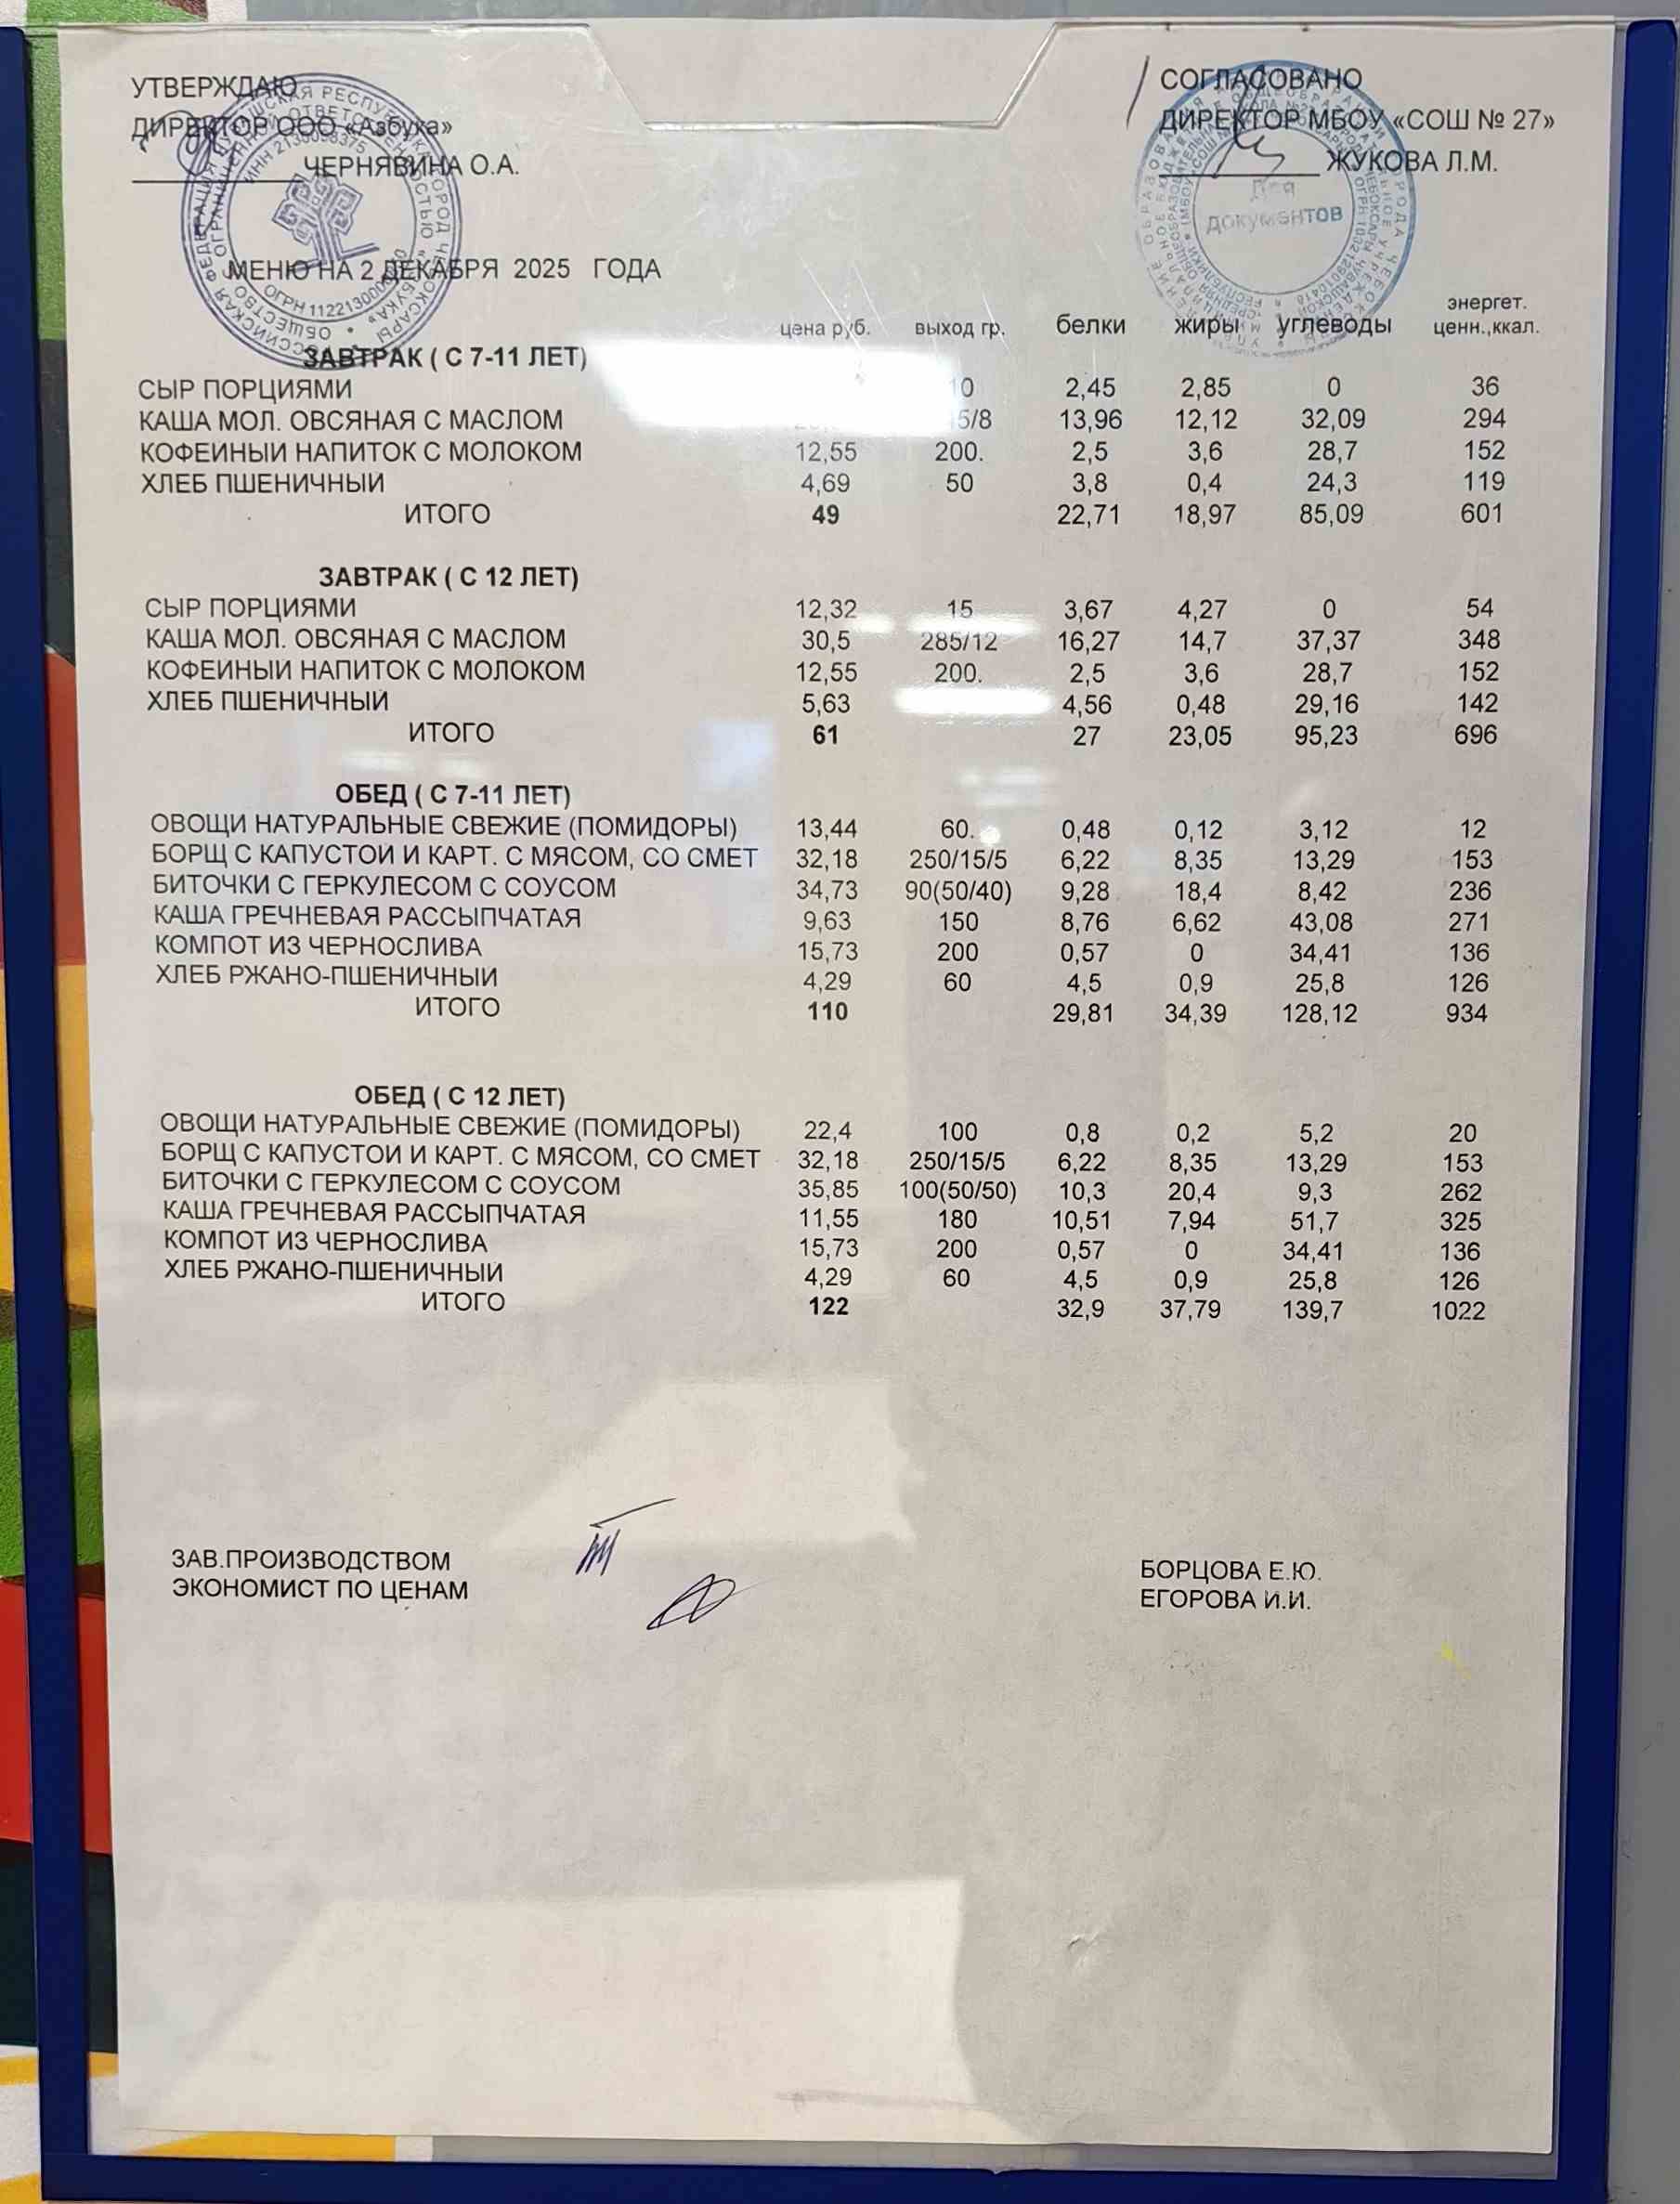 УТВЕРЖДАЮ
ДИРЕКТОР ООО «Азбука»
ЧЕРНЯВИНА О.А.
СОГЛАСОВАНО
ДИРЕКТОР МБОУ «СОШ № 27»
ЖУКОВА Л.М.
Для
документов
МЕНЮ НА 2 ДЕКАБРЯ 2025 ГОДА
цена руб. выход гр. белки жиры углеводы энергет. ценн.,ккал.
ЗАВТРАК ( С 7-11 ЛЕТ)
СЫР ПОРЦИЯМИ 10 2,45 2,85 0 36
КАША МОЛ. ОВСЯНАЯ С МАСЛОМ 5/8 13,96 12,12 32,09 294
КОФЕЙНЫЙ НАПИТОК С МОЛОКОМ 12,55 200. 2,5 3,6 28,7 152
ХЛЕБ ПШЕНИЧНЫЙ 4,69 50 3,8 0,4 24,3 119
ИТОГО 49 22,71 18,97 85,09 601
ЗАВТРАК ( С 12 ЛЕТ)
СЫР ПОРЦИЯМИ 12,32 15 3,67 4,27 0 54
КАША МОЛ. ОВСЯНАЯ С МАСЛОМ 30,5 285/12 16,27 14,7 37,37 348
КОФЕЙНЫЙ НАПИТОК С МОЛОКОМ 12,55 200. 2,5 3,6 28,7 152
ХЛЕБ ПШЕНИЧНЫЙ 5,63 4,56 0,48 29,16 142
ИТОГО 61 27 23,05 95,23 696
ОБЕД ( С 7-11 ЛЕТ)
ОВОЩИ НАТУРАЛЬНЫЕ СВЕЖИЕ (ПОМИДОРЫ) 13,44 60. 0,48 0,12 3,12 12
БОРЩ С КАПУСТОЙ И КАРТ. С МЯСОМ, СО СМЕТ 32,18 250/15/5 6,22 8,35 13,29 153
БИТОЧКИ С ГЕРКУЛЕСОМ С СОУСОМ 34,73 90(50/40) 9,28 18,4 8,42 236
КАША ГРЕЧНЕВАЯ РАССЫПЧАТАЯ 9,63 150 8,76 6,62 43,08 271
КОМПОТ ИЗ ЧЕРНОСЛИВА 15,73 200 0,57 0 34,41 136
ХЛЕБ РЖАНО-ПШЕНИЧНЫЙ 4,29 60 4,5 0,9 25,8 126
ИТОГО 110 29,81 34,39 128,12 934
ОБЕД ( С 12 ЛЕТ)
ОВОЩИ НАТУРАЛЬНЫЕ СВЕЖИЕ (ПОМИДОРЫ) 22,4 100 0,8 0,2 5,2 20
БОРЩ С КАПУСТОЙ И КАРТ. С МЯСОМ, СО СМЕТ 32,18 250/15/5 6,22 8,35 13,29 153
БИТОЧКИ С ГЕРКУЛЕСОМ С СОУСОМ 35,85 100(50/50) 10,3 20,4 9,3 262
КАША ГРЕЧНЕВАЯ РАССЫПЧАТАЯ 11,55 180 10,51 7,94 51,7 325
КОМПОТ ИЗ ЧЕРНОСЛИВА 15,73 200 0,57 0 34,41 136
ХЛЕБ РЖАНО-ПШЕНИЧНЫЙ 4,29 60 4,5 0,9 25,8 126
ИТОГО 122 32,9 37,79 139,7 1022
ЗАВ.ПРОИЗВОДСТВОМ БОРЦОВА Е.Ю.
ЭКОНОМИСТ ПО ЦЕНАМ ЕГОРОВА И.И.